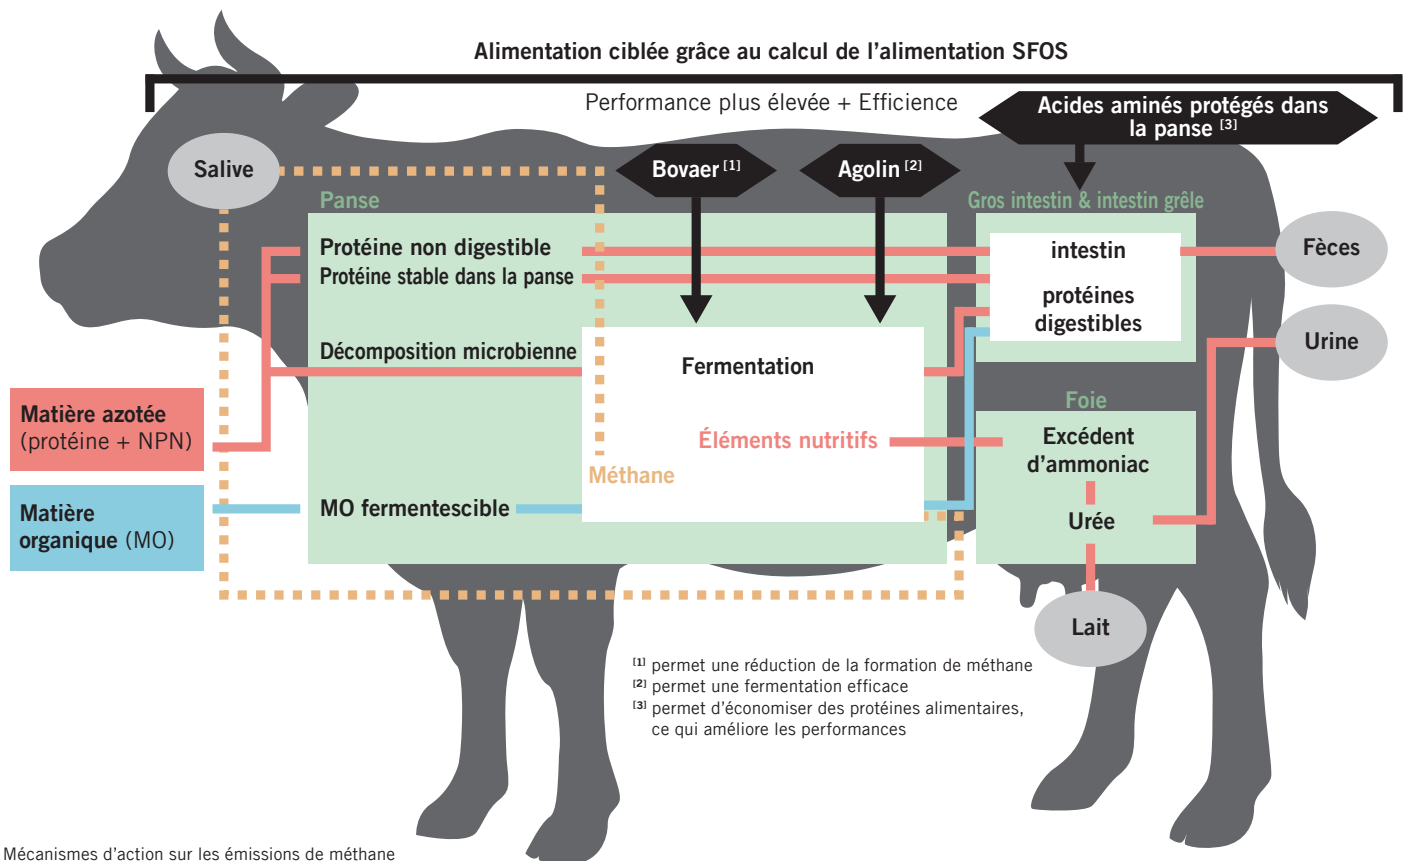 Alimentation ciblée grâce au calcul de l'alimentation SFOS
Performance plus élevée + Efficience
Acides aminés protégés dans
la panse [3]
Salive
Bovaer [1]
Agolin [2]
Panse
Gros intestin & intestin grêle
Protéine non digestible
Protéine stable dans la panse
intestin
protéines
digestibles
Fèces
Urine
Décomposition microbienne
Fermentation
Matière azotée
(protéine + NPN)
Éléments nutritifs
Méthane
Foie
Excédent
d'ammoniac
Urée
Matière
organique (MO)
MO fermentescible
Lait
[1] permet une réduction de la formation de méthane
[2] permet une fermentation efficace
[3] permet d'économiser des protéines alimentaires,
ce qui améliore les performances
Mécanismes d'action sur les émissions de méthane